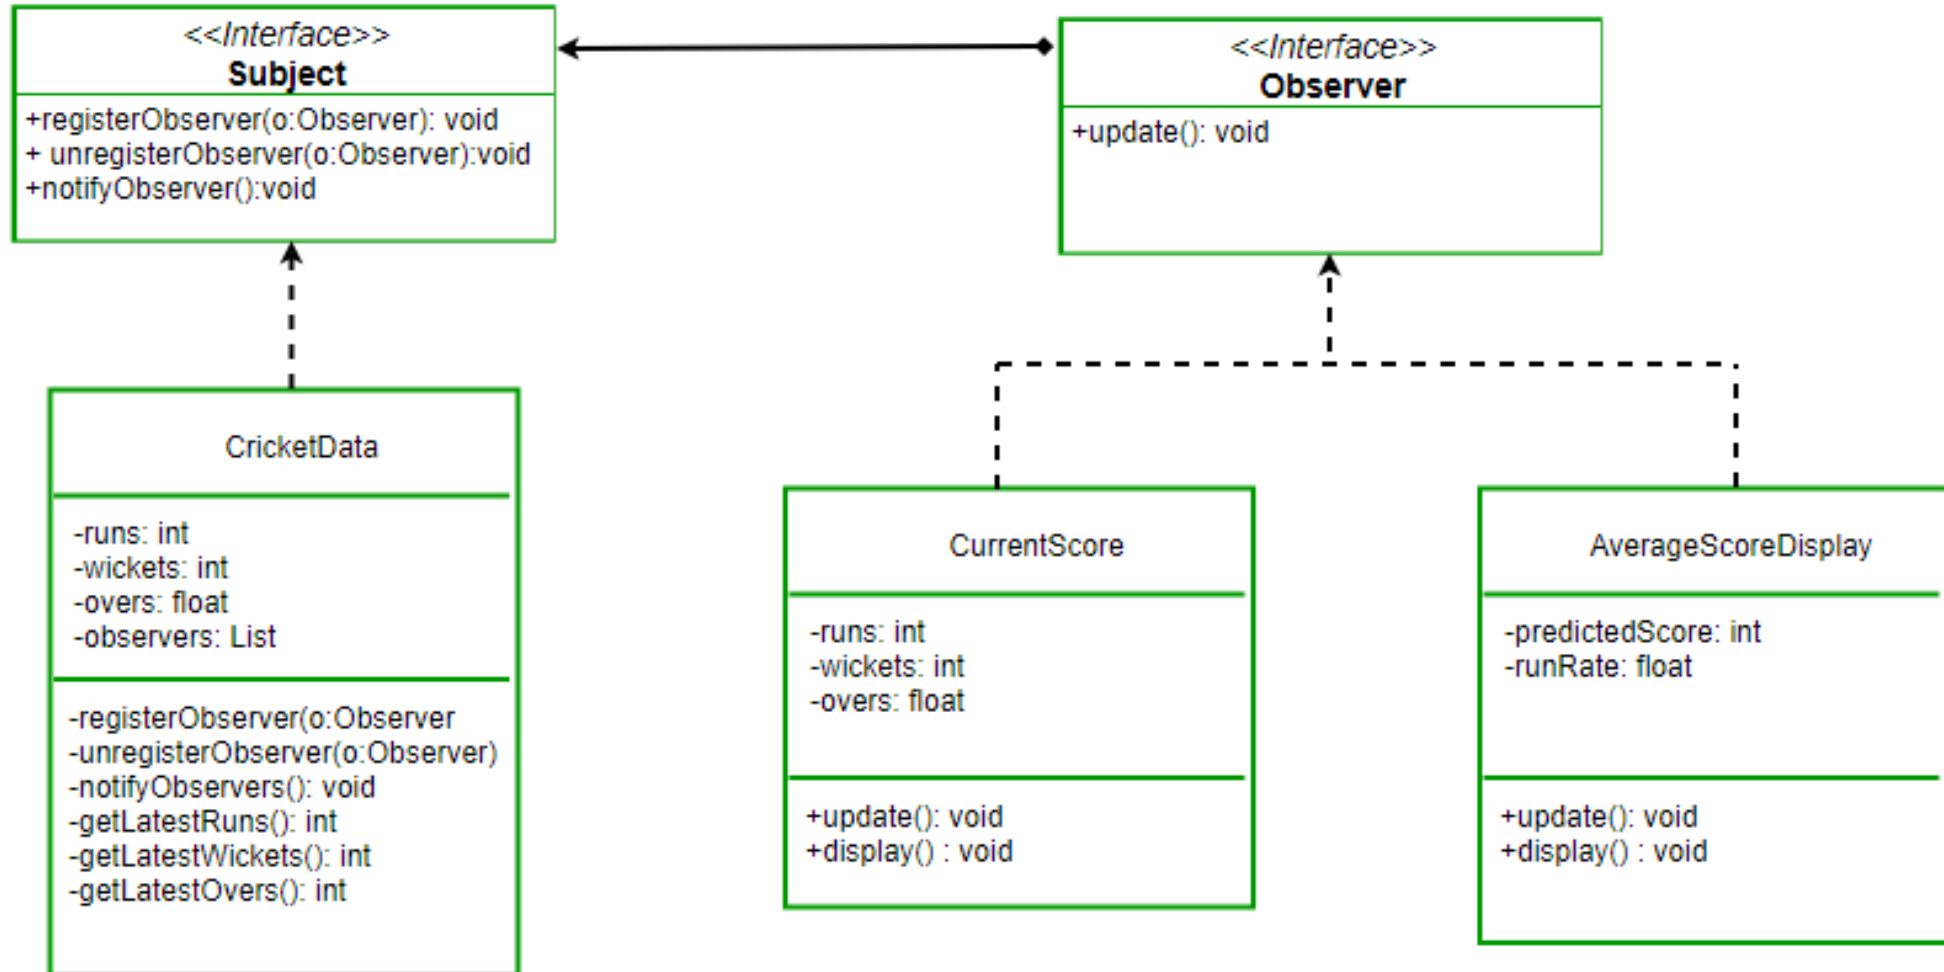 <<Interface>>
Subject
+registerObserver(o:Observer): void
+ unregisterObserver(o:Observer):void
+notifyObserver():void
<<Interface>>
Observer
+update(): void
CricketData
-runs: int
-wickets: int
-overs: float
-observers: List
-registerObserver(o:Observer
-unregisterObserver(o:Observer)
-notifyObservers(): void
-getLatestRuns(): int
-getLatestWickets(): int
-getLatestOvers(): int
CurrentScore
-runs: int
-wickets: int
-overs: float
+update(): void
+display() : void
AverageScoreDisplay
-predictedScore: int
-runRate: float
+update(): void
+display() : void